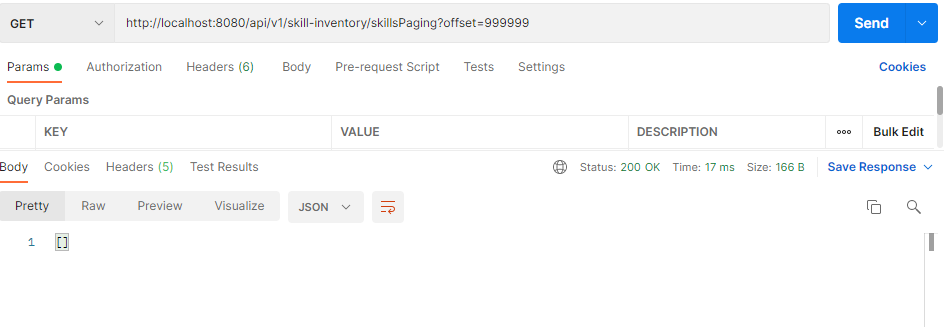 GET http://localhost:8080/api/v1/skill-inventory/skillsPaging?offset=999999 Send
Params Authorization Headers (6) Body Pre-request Script Tests Settings Cookies
Query Params
KEY VALUE DESCRIPTION ooo Bulk Edit
Body Cookies Headers (5) Test Results Status: 200 OK Time: 17 ms Size: 166 B Save Response
Pretty Raw Preview Visualize JSON
1 []